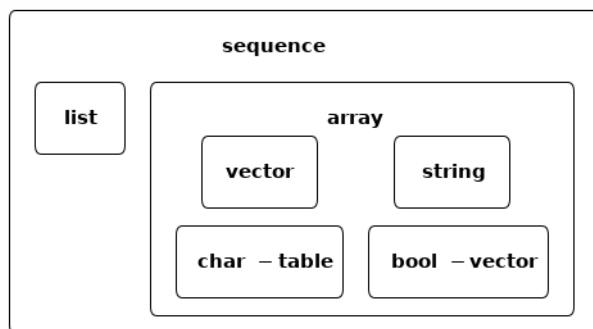 sequence
list
array
vector
string
char −table
bool −vector